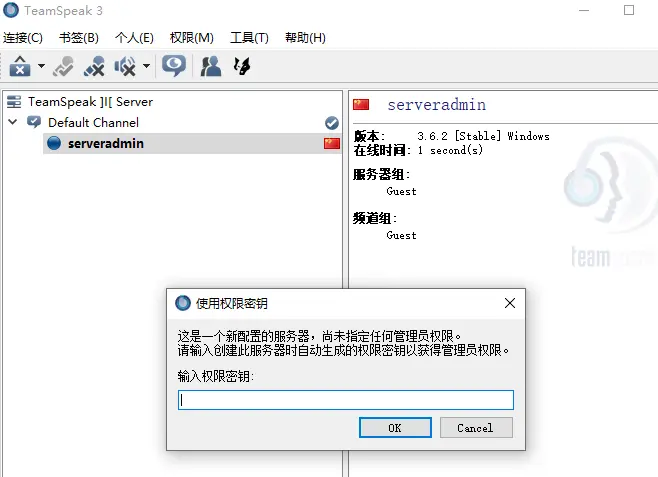 TeamSpeak 3
连接(C) 书签(B) 个人(E) 权限(M) 工具(T) 帮助(H)
TeamSpeak ]I[ Server
Default Channel
serveradmin
serveradmin
版本: 3.6.2 [Stable] Windows
在线时间: 1 second(s)
服务器组:
Guest
频道组:
Guest
team
使用权限密钥
这是一个新配置的服务器，尚未指定任何管理员权限。
请输入创建此服务器时自动生成的权限密钥以获得管理员权限。
输入权限密钥:
OK Cancel